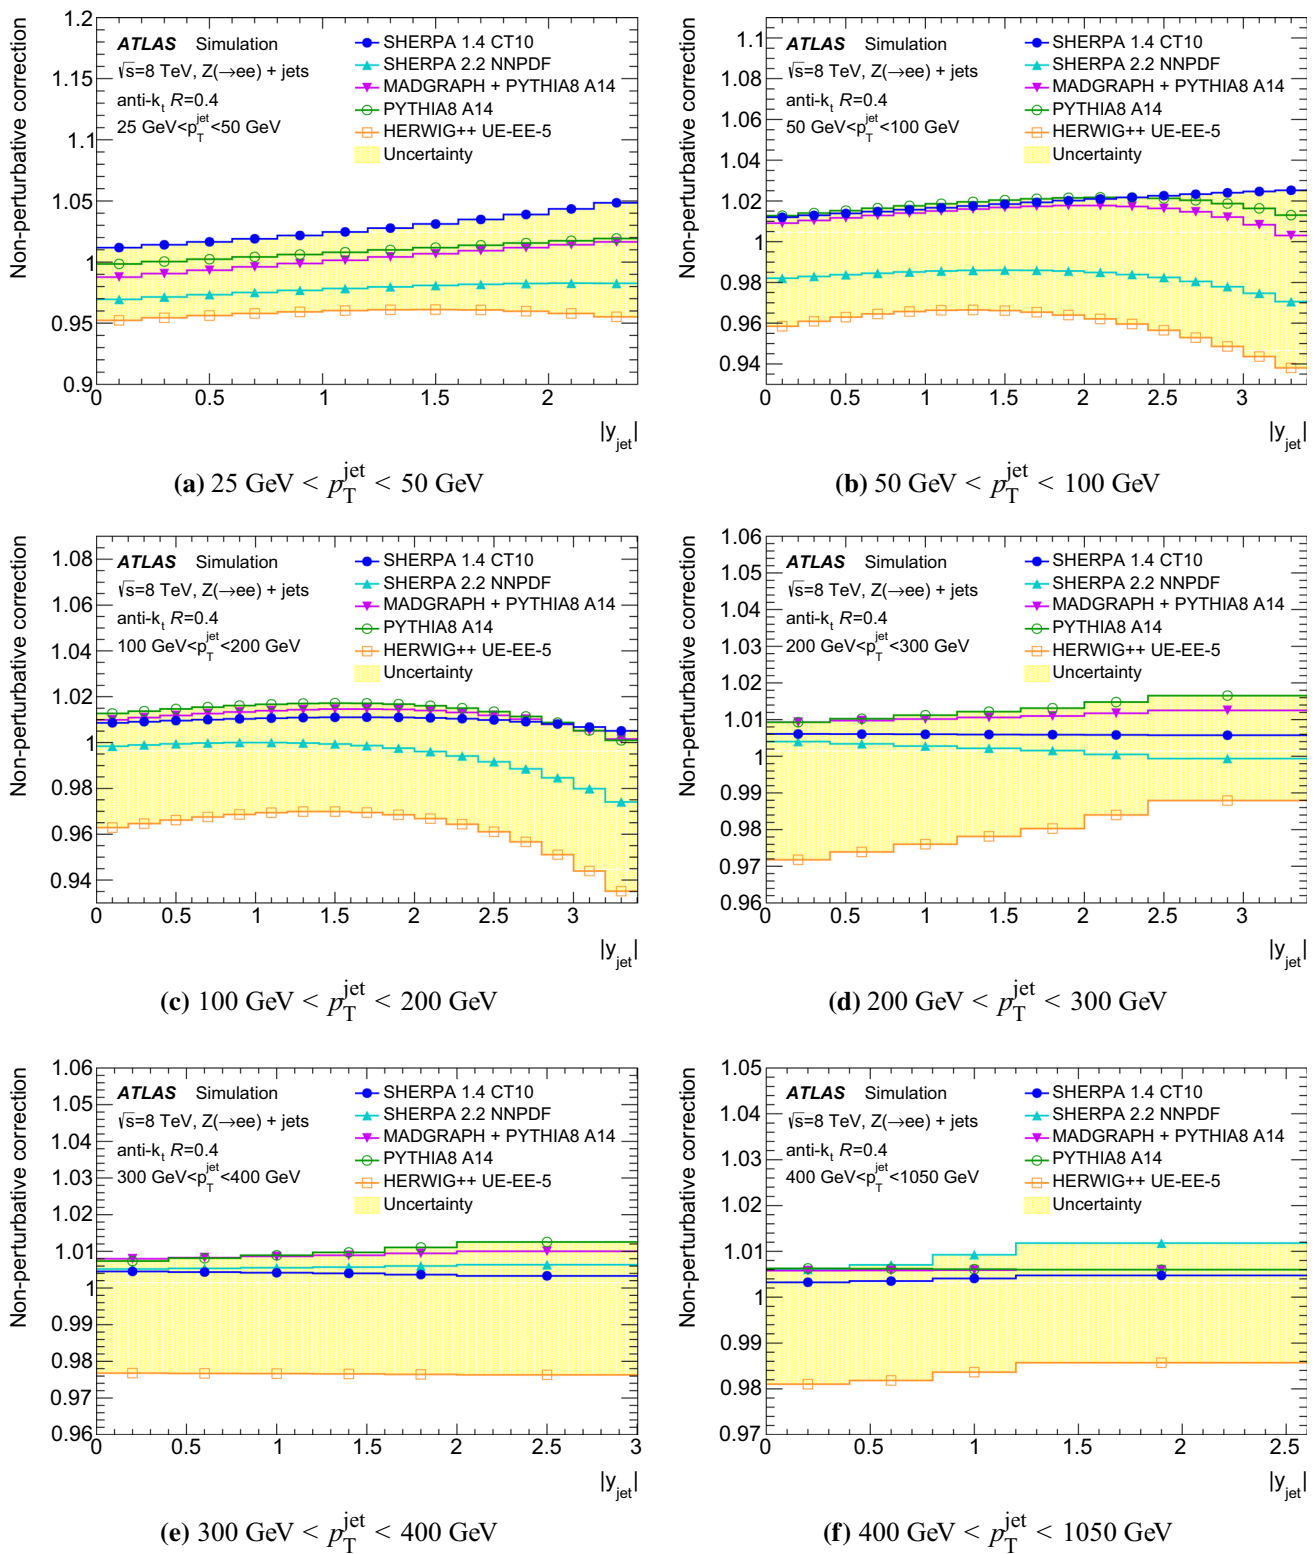 Non-perturbative correction
1.2
1.15
1.1
1.05
1
0.95
0.9
ATLAS Simulation
√s=8 TeV, Z(→ee) + jets
anti-kt R=0.4
25 GeV<pTjet<50 GeV
SHERPA 1.4 CT10
SHERPA 2.2 NNPDF
MADGRAPH + PYTHIA8 A14
PYTHIA8 A14
HERWIG++ UE-EE-5
Uncertainty
0 0.5 1 1.5 2
|yjet|
(a) 25 GeV < pTjet < 50 GeV
Non-perturbative correction
1.1
1.08
1.06
1.04
1.02
1
0.98
0.96
0.94
ATLAS Simulation
√s=8 TeV, Z(→ee) + jets
anti-kt R=0.4
50 GeV<pTjet<100 GeV
SHERPA 1.4 CT10
SHERPA 2.2 NNPDF
MADGRAPH + PYTHIA8 A14
PYTHIA8 A14
HERWIG++ UE-EE-5
Uncertainty
0 0.5 1 1.5 2 2.5 3
|yjet|
(b) 50 GeV < pTjet < 100 GeV
Non-perturbative correction
1.08
1.06
1.04
1.02
1
0.98
0.96
0.94
ATLAS Simulation
√s=8 TeV, Z(→ee) + jets
anti-kt R=0.4
100 GeV<pTjet<200 GeV
SHERPA 1.4 CT10
SHERPA 2.2 NNPDF
MADGRAPH + PYTHIA8 A14
PYTHIA8 A14
HERWIG++ UE-EE-5
Uncertainty
0 0.5 1 1.5 2 2.5 3
|yjet|
(c) 100 GeV < pTjet < 200 GeV
Non-perturbative correction
1.06
1.05
1.04
1.03
1.02
1.01
1
0.99
0.98
0.97
0.96
ATLAS Simulation
√s=8 TeV, Z(→ee) + jets
anti-kt R=0.4
200 GeV<pTjet<300 GeV
SHERPA 1.4 CT10
SHERPA 2.2 NNPDF
MADGRAPH + PYTHIA8 A14
PYTHIA8 A14
HERWIG++ UE-EE-5
Uncertainty
0 0.5 1 1.5 2 2.5 3
|yjet|
(d) 200 GeV < pTjet < 300 GeV
Non-perturbative correction
1.06
1.05
1.04
1.03
1.02
1.01
1
0.99
0.98
0.97
0.96
ATLAS Simulation
√s=8 TeV, Z(→ee) + jets
anti-kt R=0.4
300 GeV<pTjet<400 GeV
SHERPA 1.4 CT10
SHERPA 2.2 NNPDF
MADGRAPH + PYTHIA8 A14
PYTHIA8 A14
HERWIG++ UE-EE-5
Uncertainty
0 0.5 1 1.5 2 2.5 3
|yjet|
(e) 300 GeV < pTjet < 400 GeV
Non-perturbative correction
1.05
1.04
1.03
1.02
1.01
1
0.99
0.98
0.97
ATLAS Simulation
√s=8 TeV, Z(→ee) + jets
anti-kt R=0.4
400 GeV<pTjet<1050 GeV
SHERPA 1.4 CT10
SHERPA 2.2 NNPDF
MADGRAPH + PYTHIA8 A14
PYTHIA8 A14
HERWIG++ UE-EE-5
Uncertainty
0 0.5 1 1.5 2 2.5
|yjet|
(f) 400 GeV < pTjet < 1050 GeV